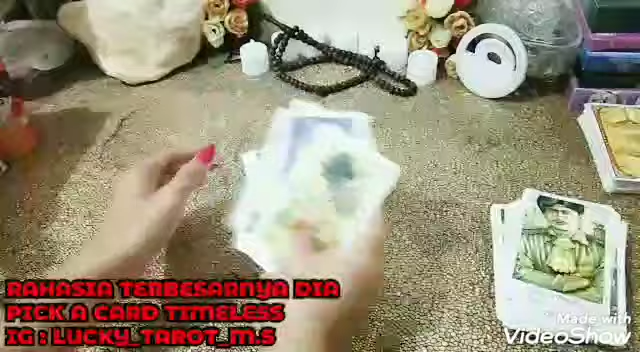 RAHASIA TERBESARNYA DIA
PICK A CARD TIMELESS
IG : LUCKY_TAROT_M.S
Made with
VideoShow